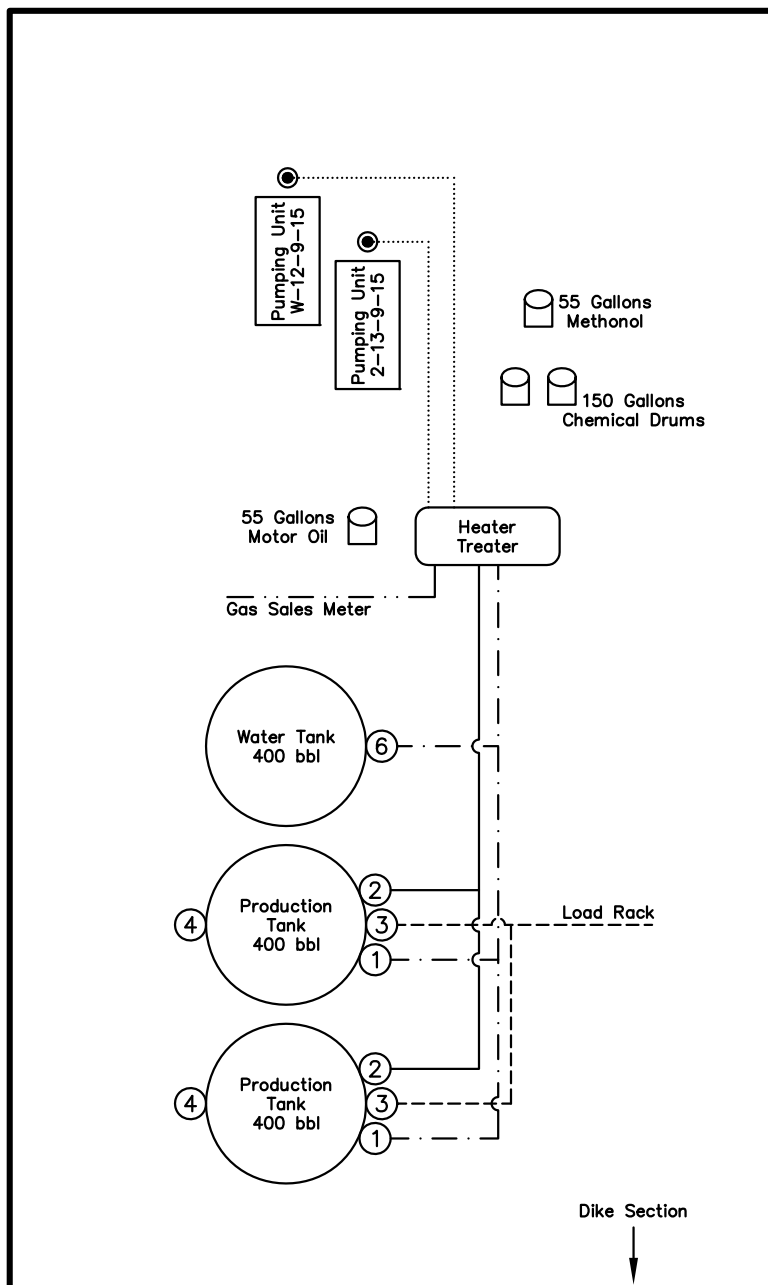 Pumping Unit
W-12-9-15
Pumping Unit
2-13-9-15
55 Gallons
Methonol
150 Gallons
Chemical Drums
55 Gallons
Motor Oil
Heater
Treater
Gas Sales Meter
Water Tank
400 bbl
6
Production
Tank
400 bbl
4
2
3
1
Load Rack
Production
Tank
400 bbl
4
2
3
1
Dike Section